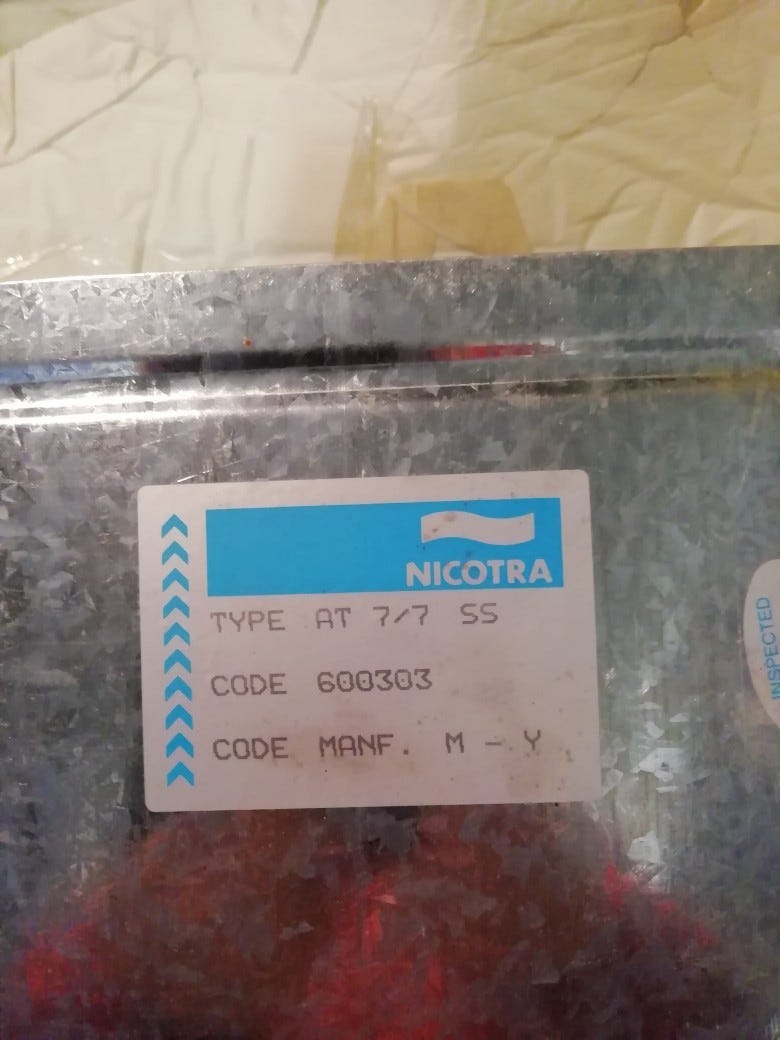 NICOTRA
TYPE AT 7/7 SS
CODE 600303
CODE MANF. M - Y
INSPECTED